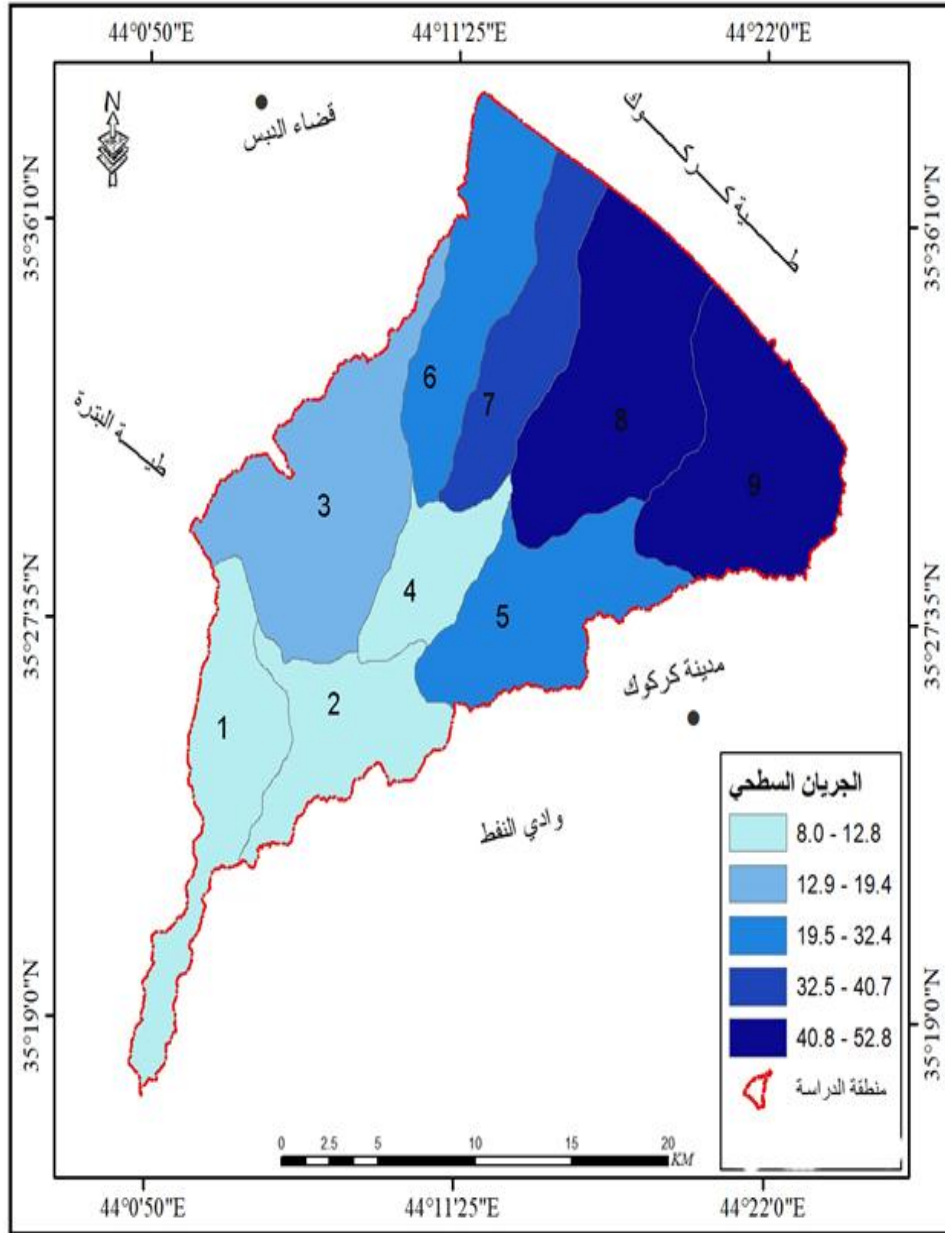 44°0'50"E 44°11'25"E 44°22'0"E
N
قضاء الدبس
طية كركوك
35°36'10"N
35°36'10"N
6
7
8
طية البترة
3
9
4
5
35°27'35"N
35°27'35"N
مدينة كركوك
2
1
وادي النفط
الجريان السطحي
8.0 - 12.8
12.9 - 19.4
19.5 - 32.4
32.5 - 40.7
40.8 - 52.8
منطقة الدراسة
35°19'0"N
35°19'0"N
0 2.5 5 10 15 20
KM
44°0'50"E 44°11'25"E 44°22'0"E